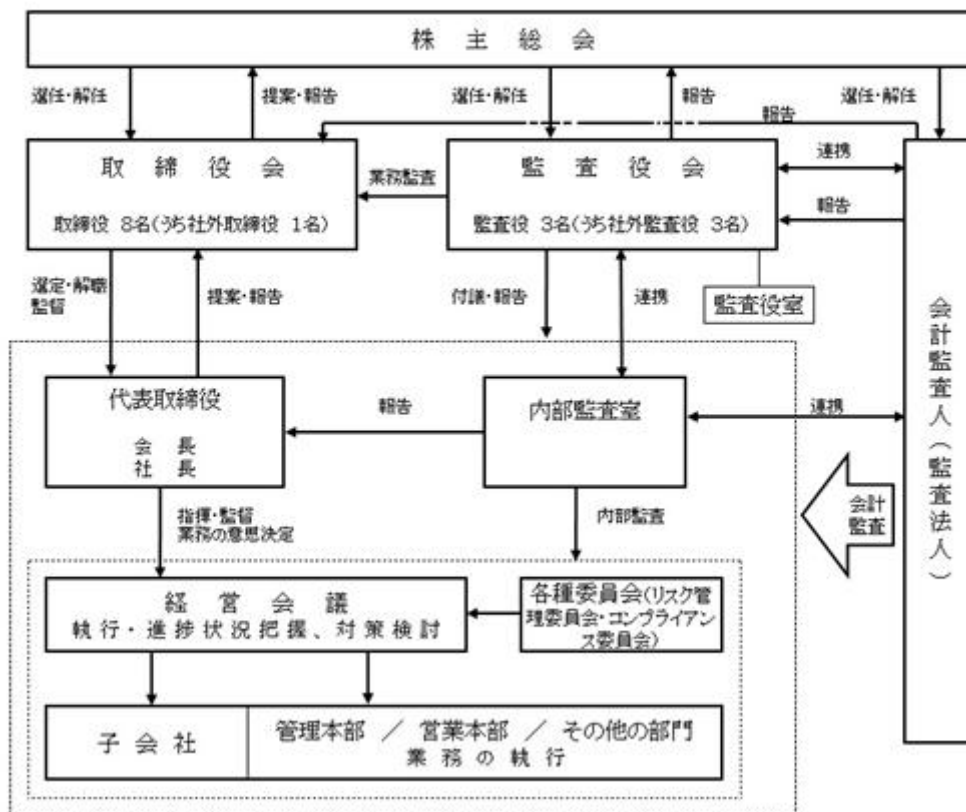 株主総会
選任・解任
提案・報告
選任・解任
報告
選任・解任
報告
取締役会
取締役 8名(うち社外取締役 1名)
業務監査
監査役会
監査役 3名(うち社外監査役 3名)
連携
報告
選定・解職
監督
提案・報告
付議・報告
連携
監査役室
会計監査人(監査法人)
代表取締役
会長
社長
報告
内部監査室
連携
会計
監査
指揮・監督
業務の意思決定
内部監査
経営会議
執行・進捗状況把握、対策検討
各種委員会(リスク管
理委員会・コンプライアン
ス委員会)
子会社
管理本部 / 営業本部 / その他の部門
業務の執行